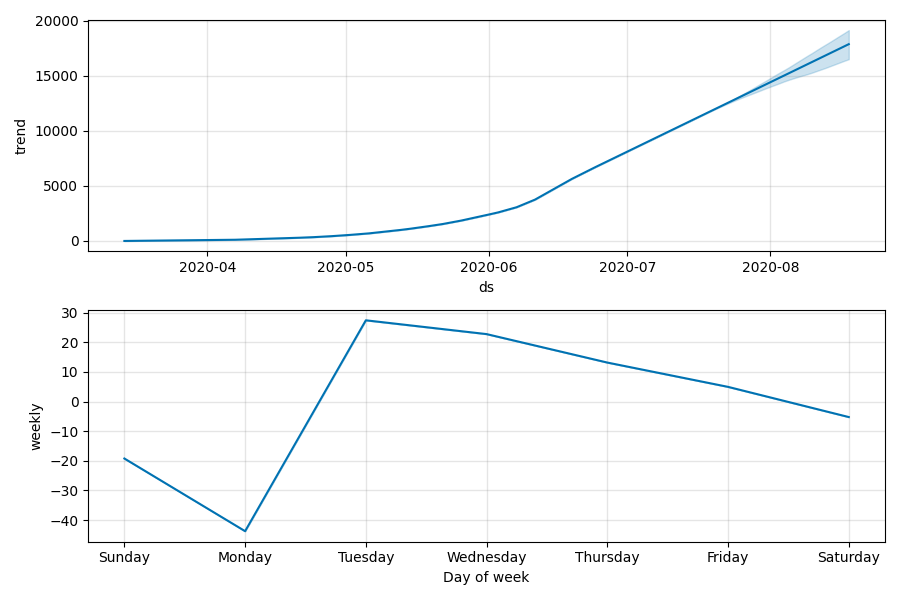 20000
15000
10000
5000
0
trend
2020-04 2020-05 2020-06 2020-07 2020-08
ds
30
20
10
0
−10
−20
−30
−40
weekly
Sunday Monday Tuesday Wednesday Thursday Friday Saturday
Day of week